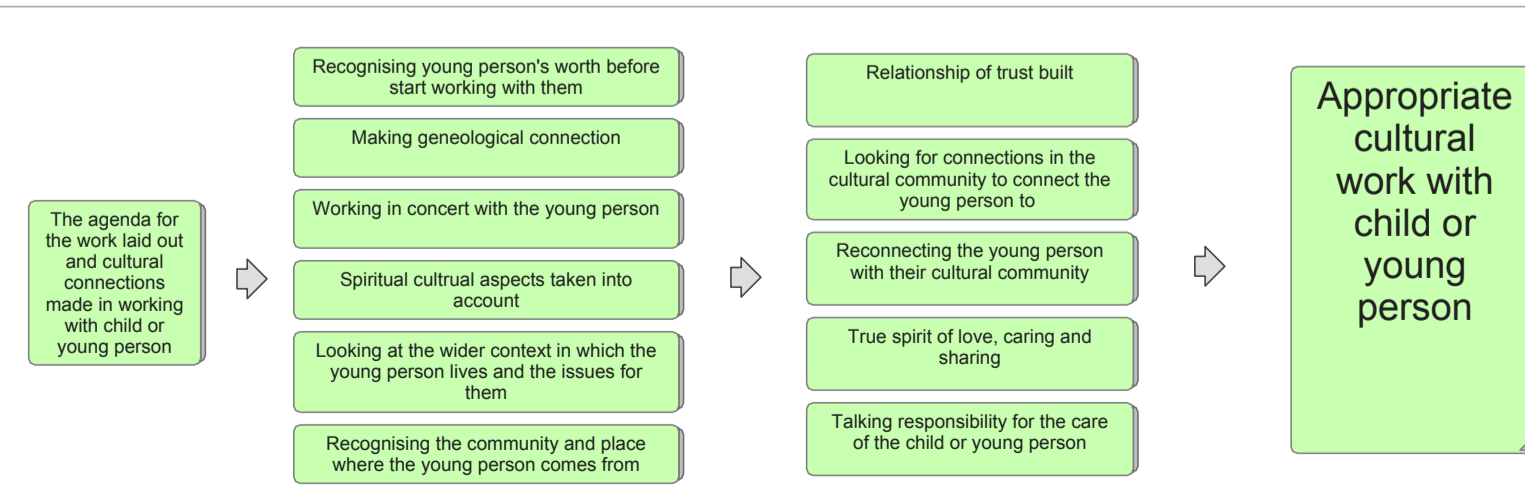 The agenda for
the work laid out
and cultural
connections
made in working
with child or
young person
Recognising young person's worth before
start working with them
Making geneological connection
Working in concert with the young person
Spiritual cultrual aspects taken into
account
Looking at the wider context in which the
young person lives and the issues for
them
Recognising the community and place
where the young person comes from
Relationship of trust built
Looking for connections in the
cultural community to connect the
young person to
Reconnecting the young person
with their cultural community
True spirit of love, caring and
sharing
Talking responsibility for the care
of the child or young person
Appropriate
cultural
work with
child or
young
person